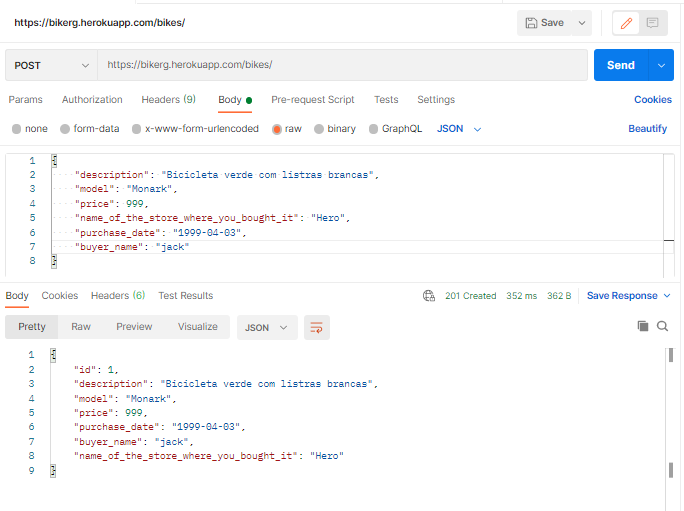 https://bikerg.herokuapp.com/bikes/ Save
POST https://bikerg.herokuapp.com/bikes/ Send
Params Authorization Headers (9) Body Pre-request Script Tests Settings Cookies
none form-data x-www-form-urlencoded raw binary GraphQL JSON Beautify
1 {
2 "description": "Bicicleta verde com listras brancas",
3 "model": "Monark",
4 "price": 999,
5 "name_of_the_store_where_you_bought_it": "Hero",
6 "purchase_date": "1999-04-03",
7 "buyer_name": "jack"
8 }
Body Cookies Headers (6) Test Results 201 Created 352 ms 362 B Save Response
Pretty Raw Preview Visualize JSON
1 {
2 "id": 1,
3 "description": "Bicicleta verde com listras brancas",
4 "model": "Monark",
5 "price": 999,
6 "purchase_date": "1999-04-03",
7 "buyer_name": "jack",
8 "name_of_the_store_where_you_bought_it": "Hero"
9 }